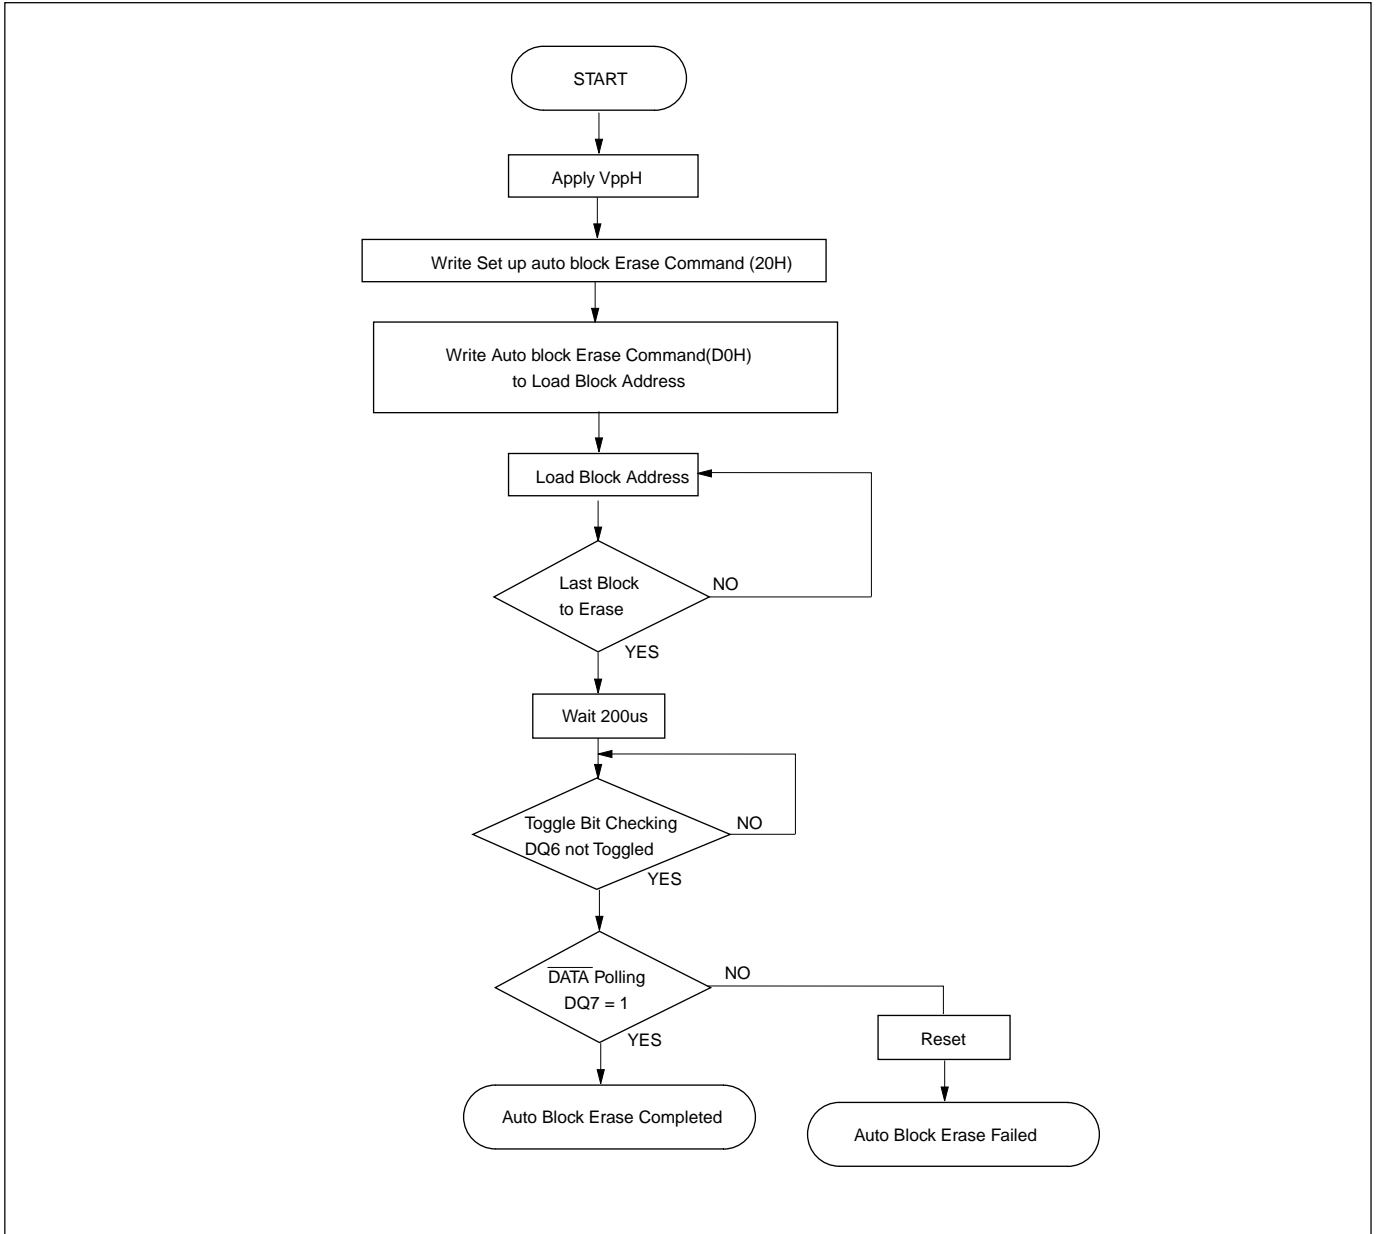 START
Apply VppH
Write Set up auto block Erase Command (20H)
Write Auto block Erase Command(D0H)
to Load Block Address
Load Block Address
Last Block
to Erase
NO
YES
Wait 200us
Toggle Bit Checking
DQ6 not Toggled
NO
YES
DATA Polling
DQ7 = 1
NO
YES
Reset
Auto Block Erase Completed
Auto Block Erase Failed